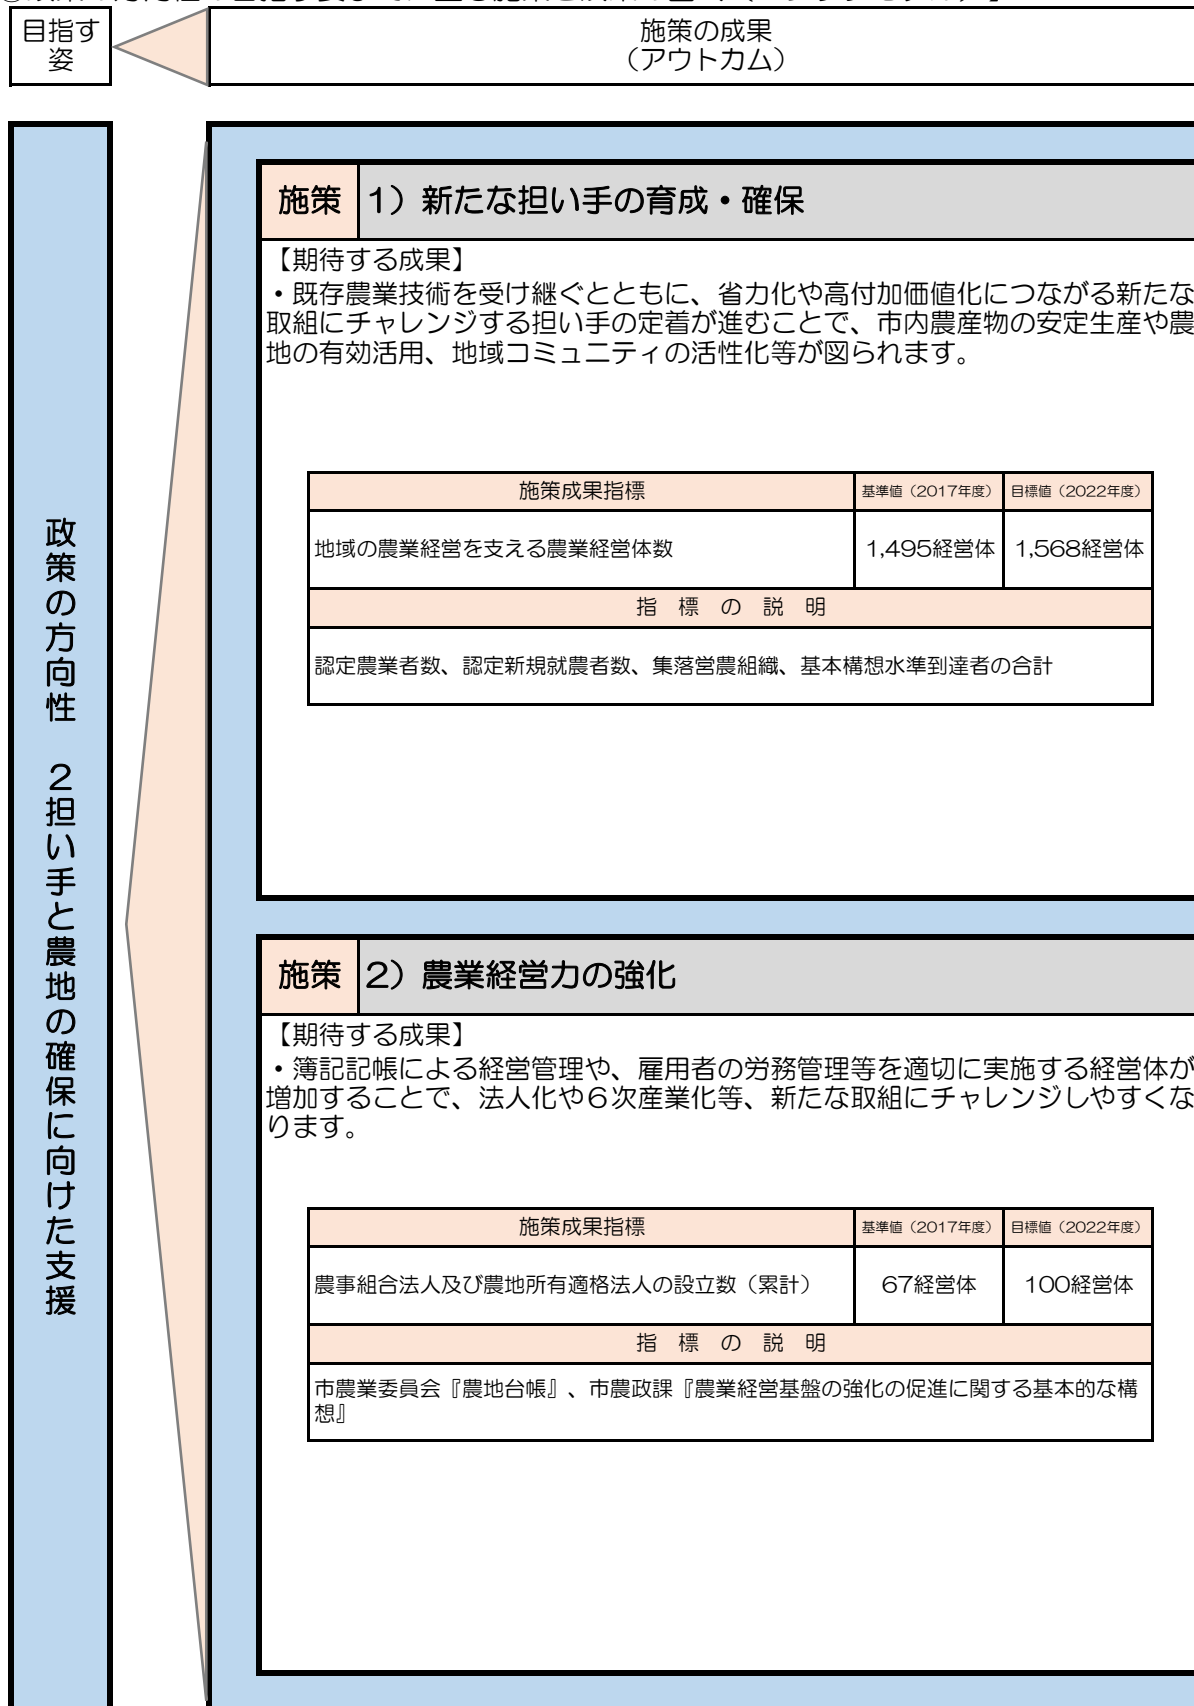 目指す
姿
施策の成果
（アウトカム）
政策の方向性　２担い手と農地の確保に向けた支援
施策
１）新たな担い手の育成・確保
【期待する成果】
・既存農業技術を受け継ぐとともに、省力化や高付加価値化につながる新たな
取組にチャレンジする担い手の定着が進むことで、市内農産物の安定生産や農
地の有効活用、地域コミュニティの活性化等が図られます。
施策成果指標
基準値（2017年度）
目標値（2022年度）
地域の農業経営を支える農業経営体数
1,495経営体
1,568経営体
指　標　の　説　明
認定農業者数、認定新規就農者数、集落営農組織、基本構想水準到達者の合計
施策
２）農業経営力の強化
【期待する成果】
・簿記記帳による経営管理や、雇用者の労務管理等を適切に実施する経営体が
増加することで、法人化や６次産業化等、新たな取組にチャレンジしやすくな
ります。
施策成果指標
基準値（2017年度）
目標値（2022年度）
農事組合法人及び農地所有適格法人の設立数（累計）
67経営体
100経営体
指　標　の　説　明
市農業委員会『農地台帳』、市農政課『農業経営基盤の強化の促進に関する基本的な構
想』